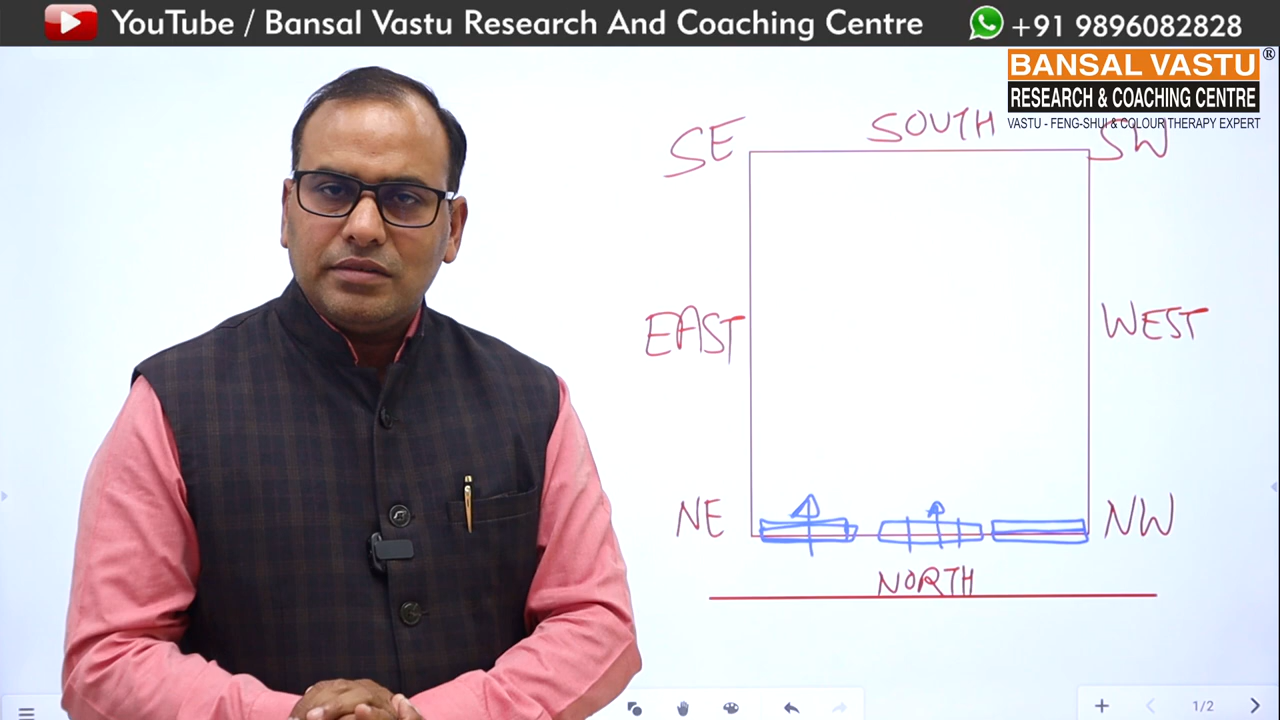 YouTube / Bansal Vastu Research And Coaching Centre
+91 9896082828
BANSAL VASTU®
RESEARCH & COACHING CENTRE
VASTU - FENG-SHUI & COLOUR THERAPY EXPERT
SE
SOUTH
SW
EAST
WEST
NE
NW
NORTH
1/2